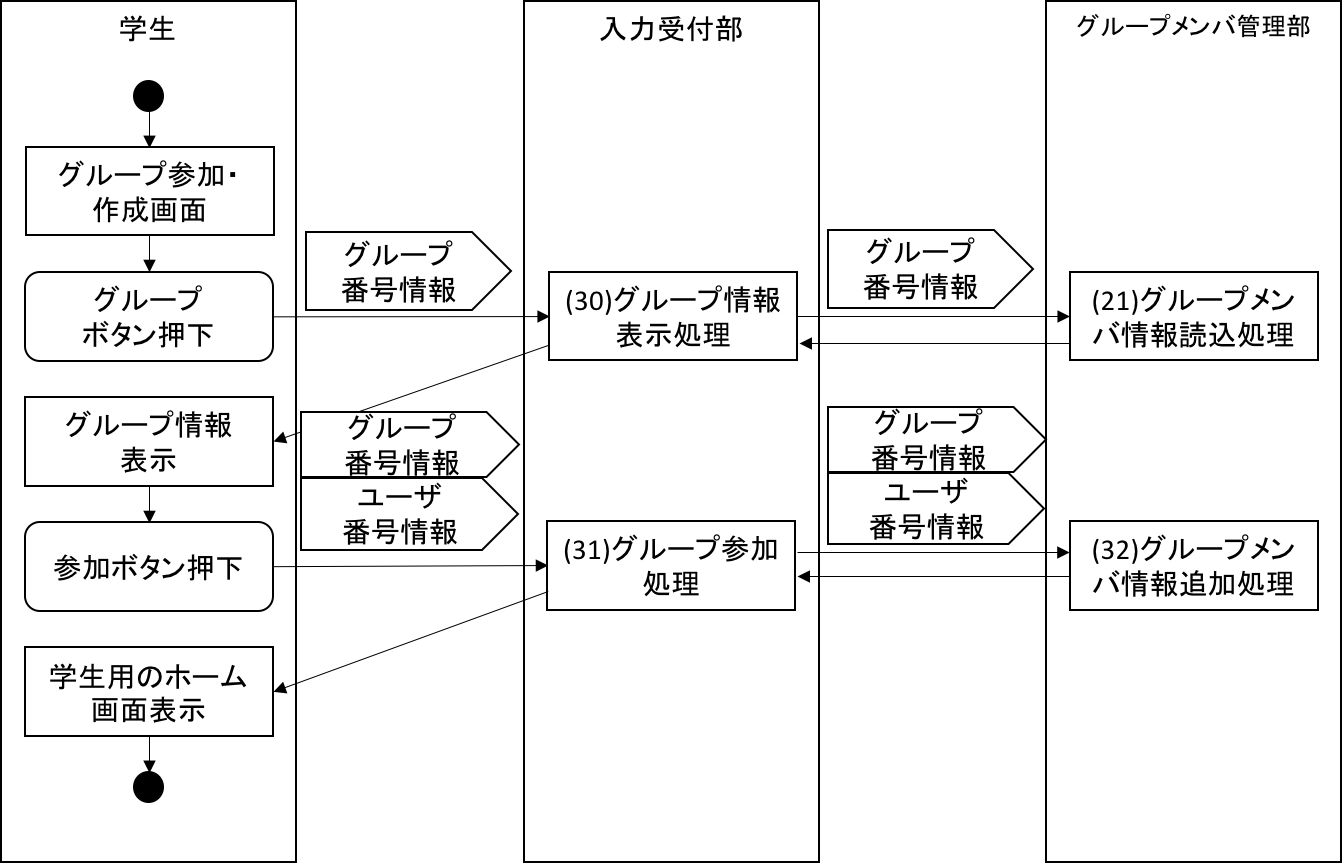 学生
入力受付部
グループメンバ管理部
グループ参加・
作成画面
グループ
番号情報
グループ
番号情報
グループ
ボタン押下
(30)グループ情報
表示処理
(21)グループメン
バ情報読込処理
グループ情報
表示
グループ
番号情報
グループ
番号情報
ユーザ
番号情報
ユーザ
番号情報
参加ボタン押下
(31)グループ参加
処理
(32)グループメン
バ情報追加処理
学生用のホーム
画面表示